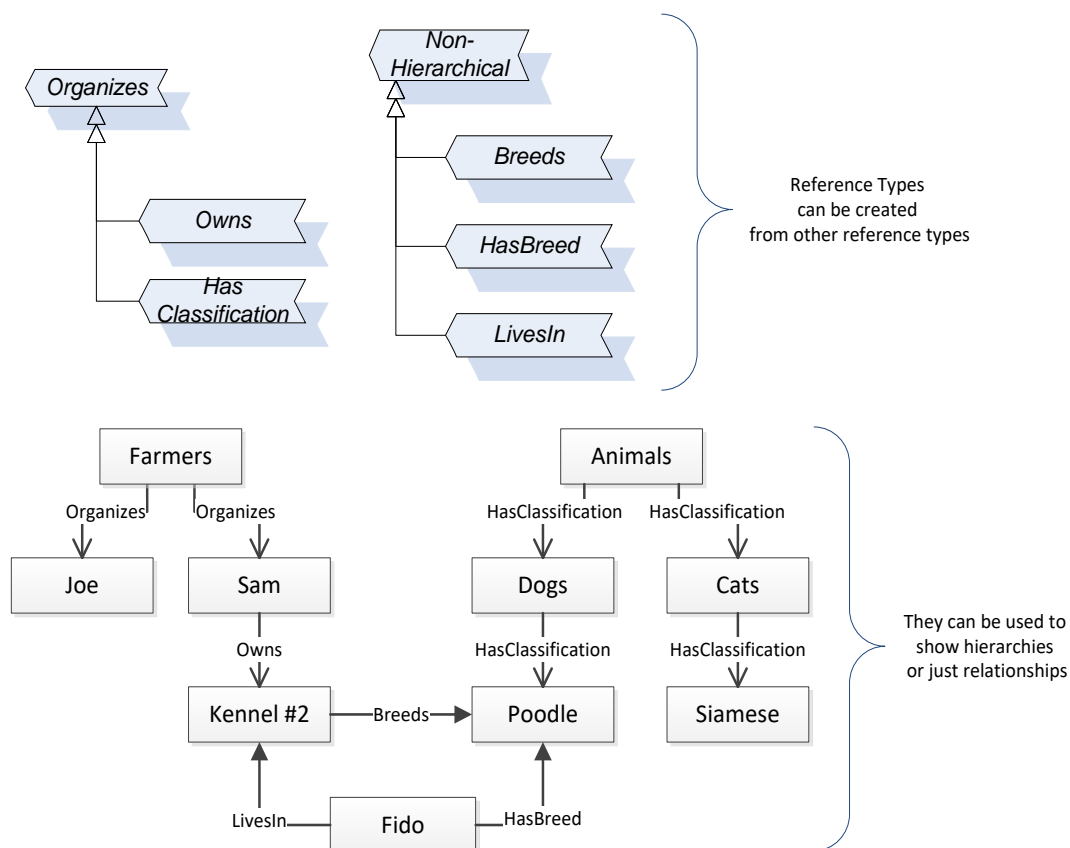 Organizes
Owns
Has
Classification
Non-
Hierarchical
Breeds
HasBreed
LivesIn
Reference Types
can be created
from other reference types
Farmers
Animals
Organizes
Organizes
HasClassification
HasClassification
Joe
Sam
Dogs
Cats
Owns
HasClassification
HasClassification
Kennel #2
Breeds
Poodle
Siamese
LivesIn
Fido
HasBreed
They can be used to
show hierarchies
or just relationships